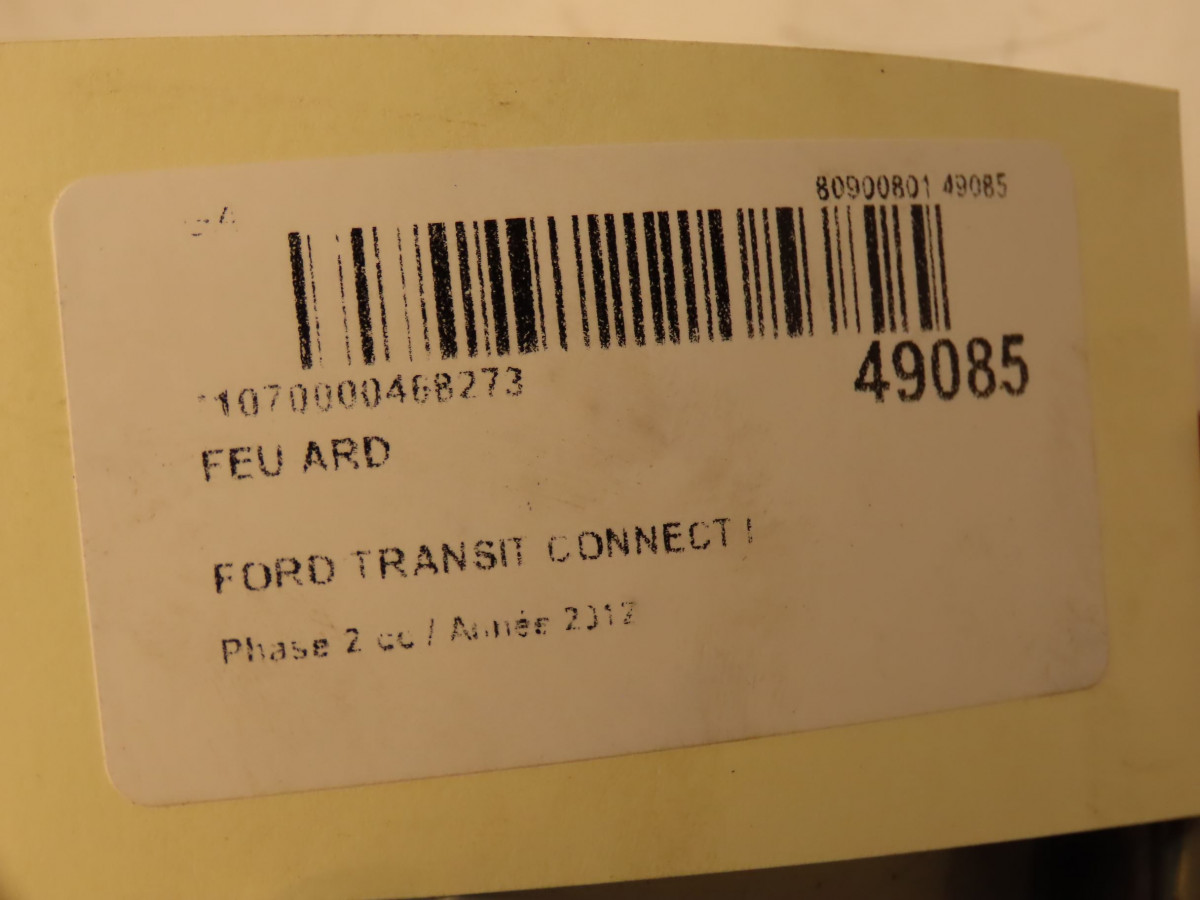 80900801 49085
49085
1070000468273
FEU ARD
FORD TRANSIT CONNECT I
Phase 2 cc / Année 2012